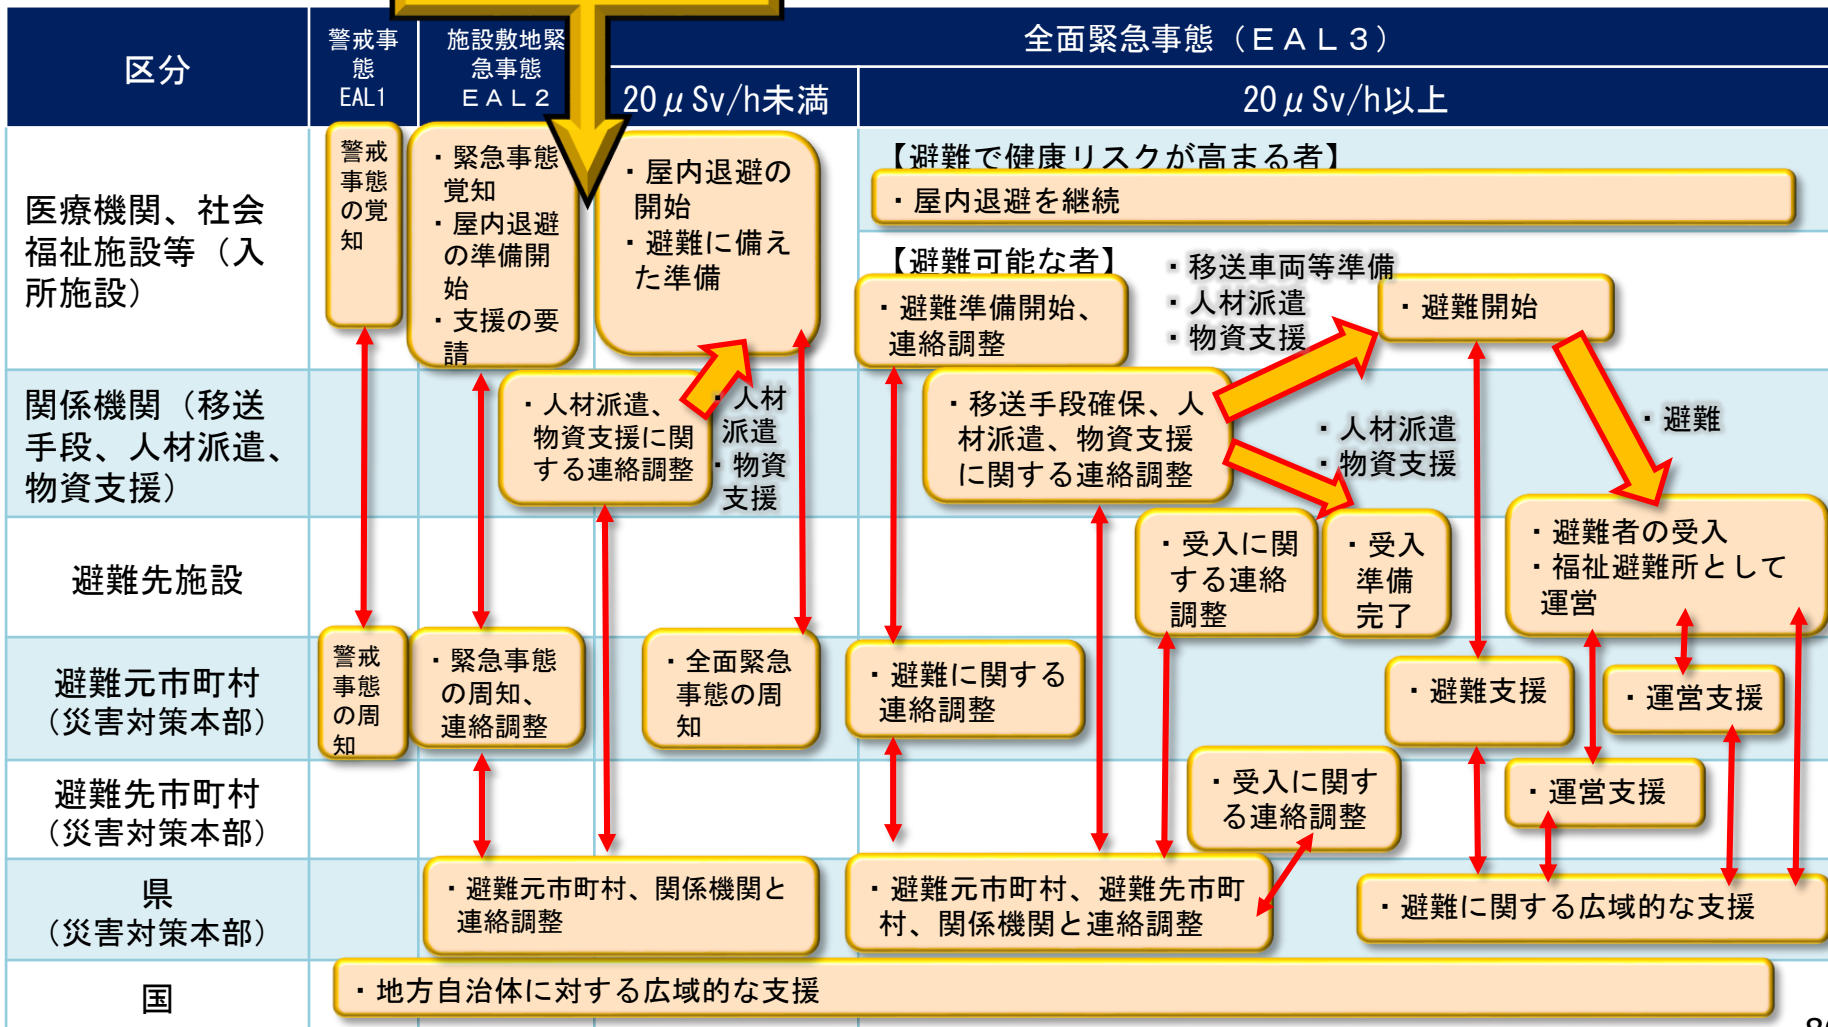 区分
警戒事
態
EAL1
施設敷地緊
急事態
ＥＡＬ２
全面緊急事態（ＥＡＬ３）
20μSv/h未満
20μSv/h以上
医療機関、社会
福祉施設等（入
所施設）
警戒
事態
の覚
知
・緊急事態
覚知
・屋内退避
の準備開
始
・支援の要
請
・屋内退避の
開始
・避難に備え
た準備
【避難で健康リスクが高まる者】
・屋内退避を継続
【避難可能な者】
・避難準備開始、
連絡調整
・移送車両等準備
・人材派遣
・物資支援
・避難開始
関係機関（移送
手段、人材派遣、
物資支援）
・人材派遣、
物資支援に関
する連絡調整
・人材
派遣
・物資
支援
・移送手段確保、人
材派遣、物資支援
に関する連絡調整
・人材派遣
・物資支援
・避難
避難先施設
・受入に関
する連絡
調整
・受入
準備
完了
・避難者の受入
・福祉避難所として
運営
避難元市町村
（災害対策本部）
警戒
事態
の周
知
・緊急事態
の周知、
連絡調整
・全面緊急
事態の周
知
・避難に関する
連絡調整
・避難支援
・運営支援
避難先市町村
（災害対策本部）
・受入に関す
る連絡調整
・運営支援
県
（災害対策本部）
・避難元市町村、関係機関と
連絡調整
・避難元市町村、避難先市町
村、関係機関と連絡調整
・避難に関する広域的な支援
国
・地方自治体に対する広域的な支援